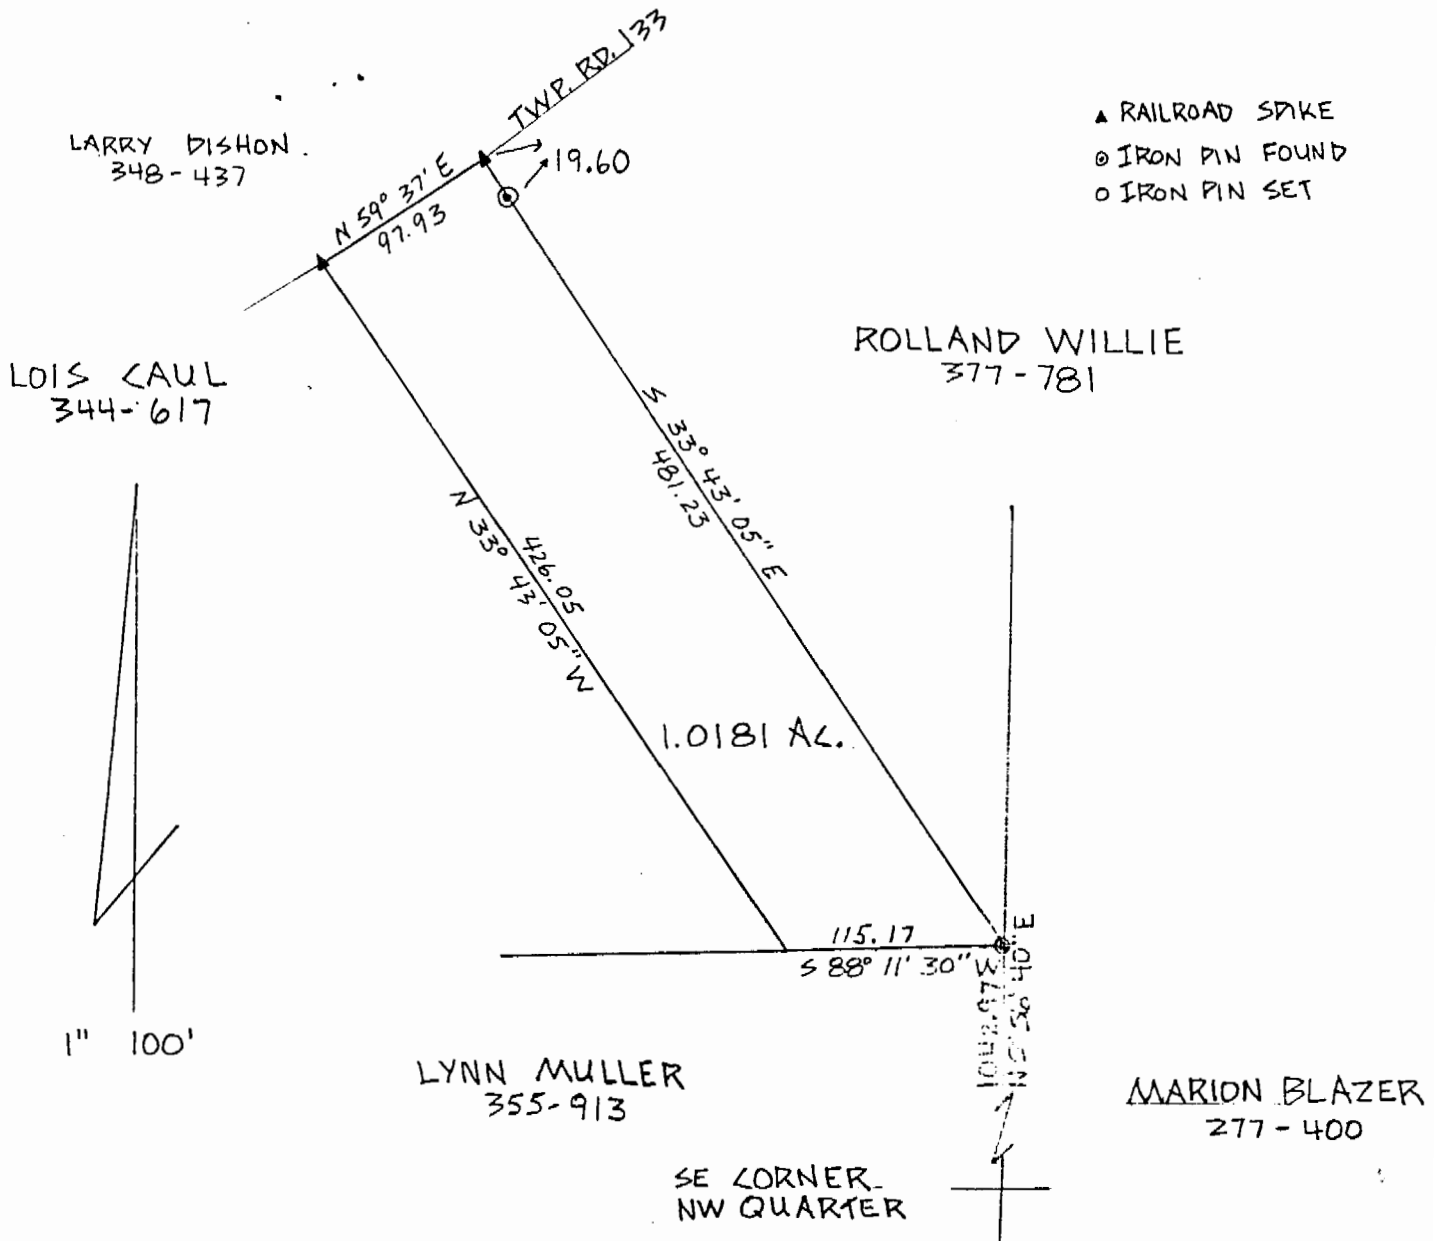 TWP. RD. 133
LARRY DISHON
348-437
▲ RAILROAD SPIKE
⊙ IRON PIN FOUND
○ IRON PIN SET
19.60
N 59° 37' E
97.93
ROLLAND WILLIE
377-781
LOIS CAUL
344-617
S 33° 43' 05" E
481.23
426.05
N 33° 43' 05" W
1.0181 AC.
115.17
S 88° 11' 30" W
1" 100'
LYNN MULLER
355-913
MARION BLAZER
277-400
SE CORNER
NW QUARTER